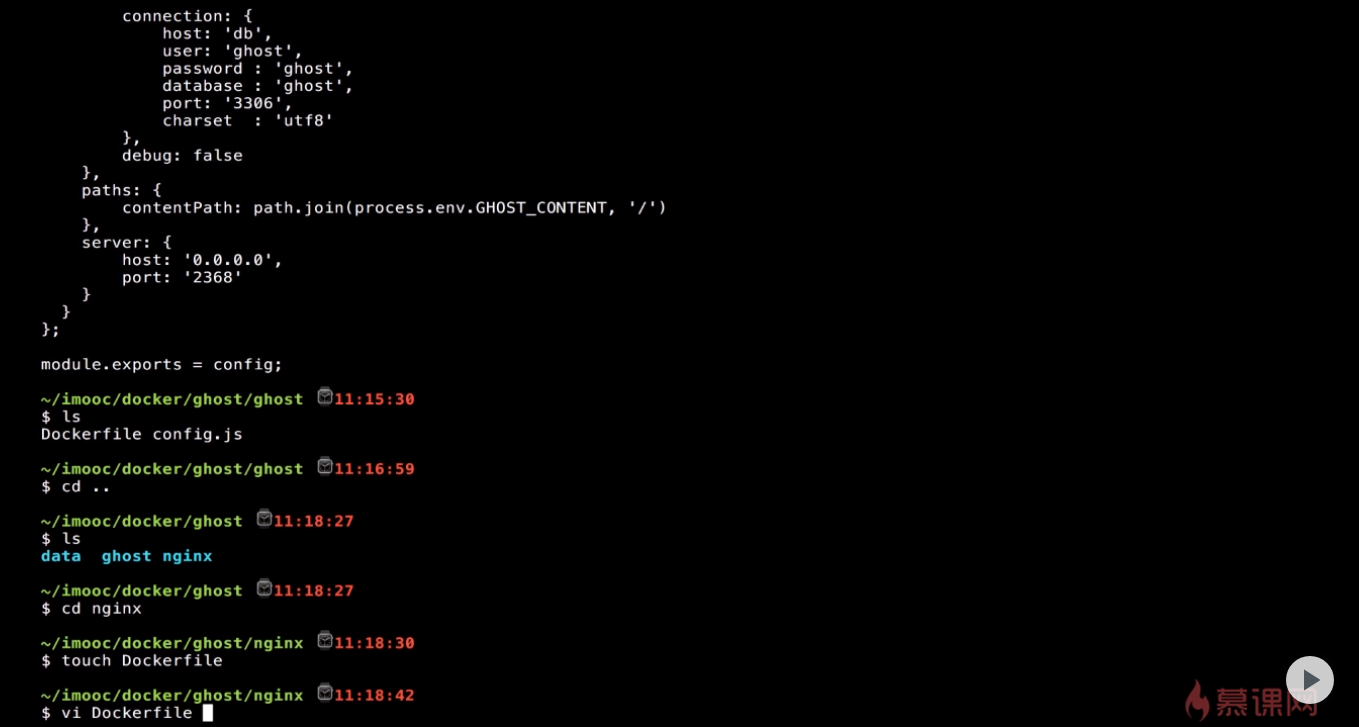 connection: {
host: 'db',
user: 'ghost',
password : 'ghost',
database : 'ghost',
port: '3306',
charset  : 'utf8'
},
debug: false
},
paths: {
contentPath: path.join(process.env.GHOST_CONTENT, '/')
},
server: {
host: '0.0.0.0',
port: '2368'
}
}
};
module.exports = config;
~/imooc/docker/ghost/ghost 11:15:30
$ ls
Dockerfile config.js
~/imooc/docker/ghost/ghost 11:16:59
$ cd ..
~/imooc/docker/ghost 11:18:27
$ ls
data  ghost nginx
~/imooc/docker/ghost 11:18:27
$ cd nginx
~/imooc/docker/ghost/nginx 11:18:30
$ touch Dockerfile
~/imooc/docker/ghost/nginx 11:18:42
$ vi Dockerfile
慕课网